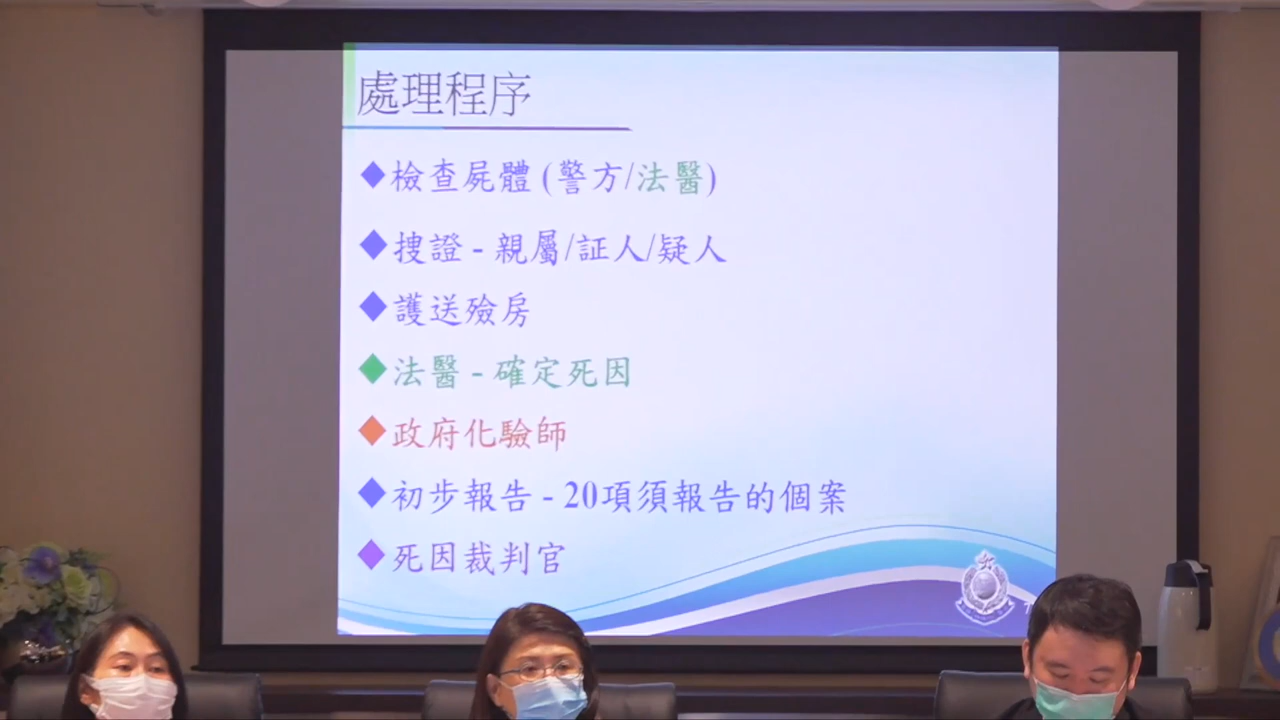 處理程序
檢查屍體 (警方/法醫)
搜證 - 親屬/証人/疑人
護送殮房
法醫 - 確定死因
政府化驗師
初步報告 - 20項須報告的個案
死因裁判官